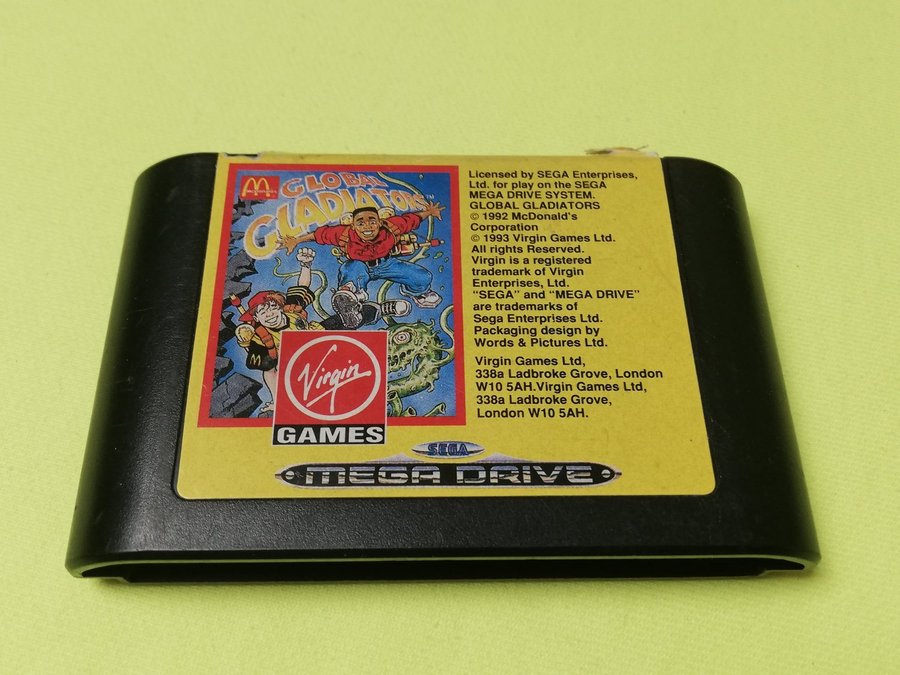 McDonald's
GLOBAL
GLADIATORS™
Virgin
GAMES
Licensed by SEGA Enterprises,
Ltd. for play on the SEGA
MEGA DRIVE SYSTEM.
GLOBAL GLADIATORS
© 1992 McDonald's
Corporation
© 1993 Virgin Games Ltd.
All rights Reserved.
Virgin is a registered
trademark of Virgin
Enterprises, Ltd.
"SEGA" and "MEGA DRIVE"
are trademarks of
Sega Enterprises Ltd.
Packaging design by
Words & Pictures Ltd.
Virgin Games Ltd,
338a Ladbroke Grove, London
W10 5AH.Virgin Games Ltd,
338a Ladbroke Grove,
London W10 5AH.
SEGA
MEGA DRIVE